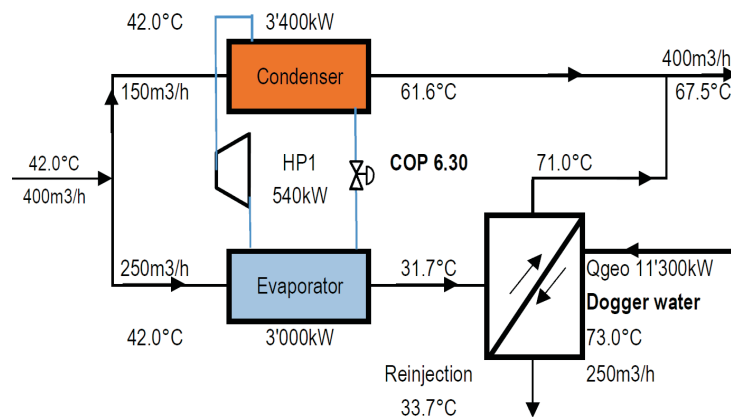 42.0°C
3'400kW
Condenser
400m3/h
150m3/h
61.6°C
67.5°C
42.0°C
400m3/h
HP1
540kW
COP 6.30
71.0°C
250m3/h
Evaporator
31.7°C
Qgeo 11'300kW
Dogger water
42.0°C
3'000kW
73.0°C
250m3/h
Reinjection
33.7°C